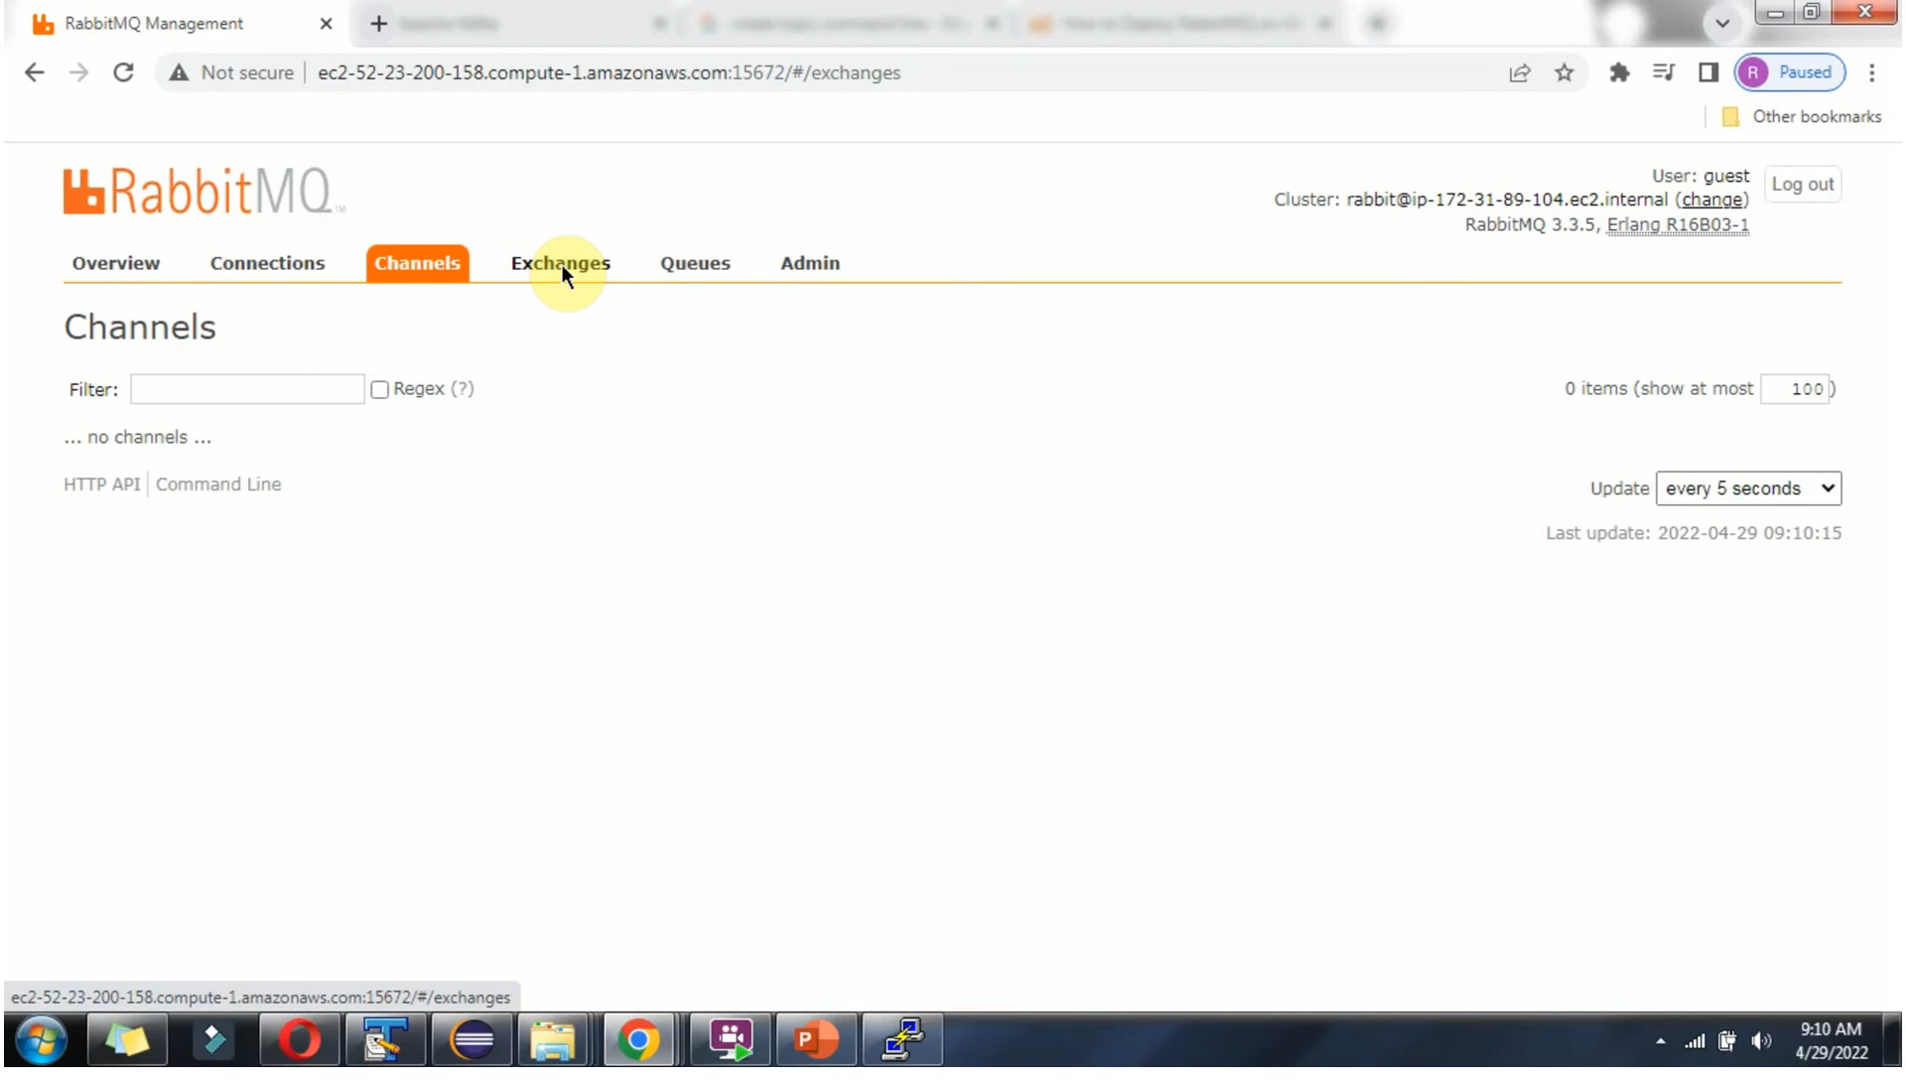 RabbitMQ Management
Not secure
ec2-52-23-200-158.compute-1.amazonaws.com:15672/#/exchanges
R
Paused
Other bookmarks
RabbitMQ™
User: guest
Log out
Cluster: rabbit@ip-172-31-89-104.ec2.internal (change)
RabbitMQ 3.3.5, Erlang R16B03-1
Overview
Connections
Channels
Exchanges
Queues
Admin
Channels
Filter:
Regex (?)
0 items (show at most 100)
... no channels ...
HTTP API
Command Line
Update every 5 seconds
Last update: 2022-04-29 09:10:15
ec2-52-23-200-158.compute-1.amazonaws.com:15672/#/exchanges
P
9:10 AM
4/29/2022